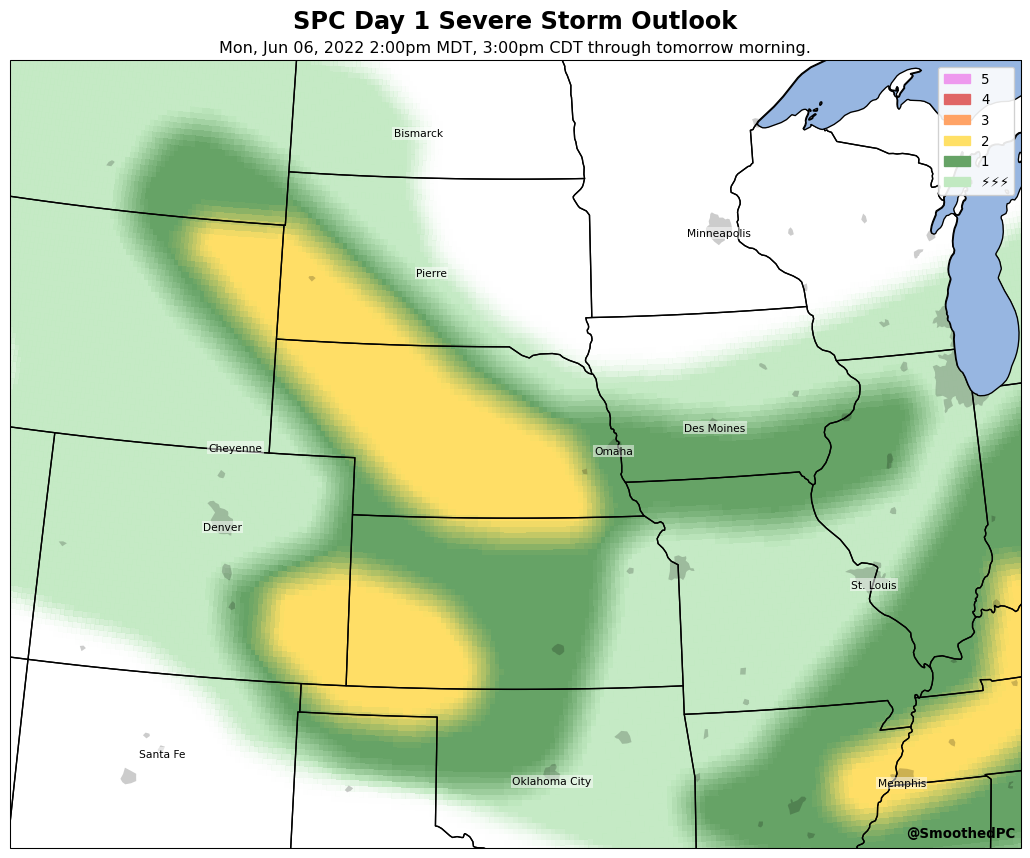 SPC Day 1 Severe Storm Outlook
Mon, Jun 06, 2022 2:00pm MDT, 3:00pm CDT through tomorrow morning.
5
4
3
2
1
⚡⚡⚡
Bismarck
Minneapolis
Pierre
Des Moines
Cheyenne
Omaha
Denver
St. Louis
Santa Fe
Oklahoma City
Memphis
@SmoothedPC